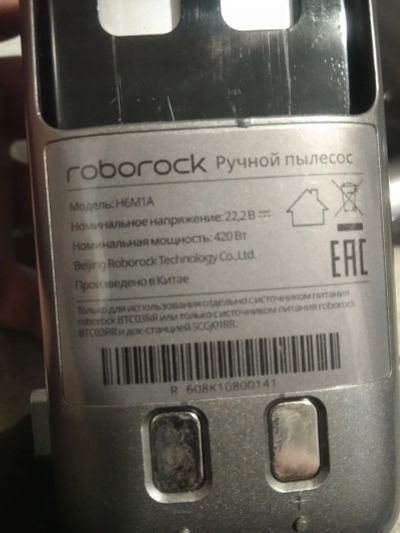 roborock Ручной пылесос
Модель: H6M1A
Номинальное напряжение: 22,2 В
Номинальная мощность: 420 Вт
Beijing Roborock Technology Co., Ltd.
Произведено в Китае
EAC
Только для использования отдельно с источником питания
roborock BTC03RR или только с источником питания roborock
BTC03RR и док-станцией SCGJ01RR.
R 608K10800141